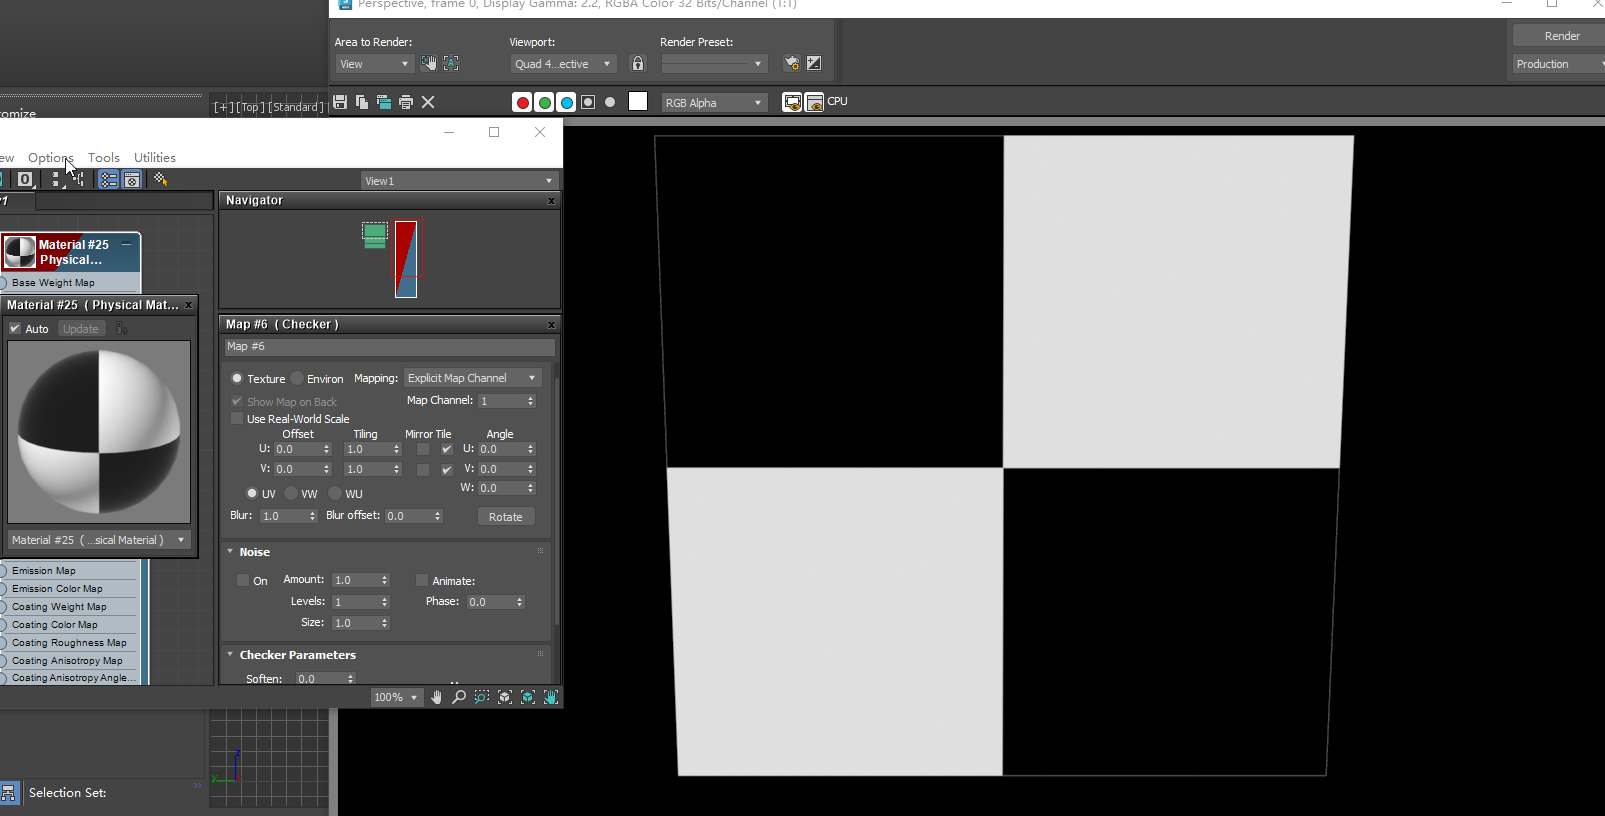 Perspective, frame 0, Display Gamma: 2.2, RGBA Color 32 Bits/Channel (1:1)
Area to Render:
Viewport:
Render Preset:
Render
View
Quad 4...ective
Production
omize
[+][Top][Standard]
RGB Alpha
CPU
ew
Options
Tools
Utilities
0
View1
Navigator
Material #25
Physical...
Base Weight Map
Material #25 ( Physical Mat...
Auto
Update
Material #25 ( ...sical Material )
Emission Map
Emission Color Map
Coating Weight Map
Coating Color Map
Coating Roughness Map
Coating Anisotropy Map
Coating Anisotropy Angle...
Map #6 ( Checker )
Map #6
Texture
Environ
Mapping:
Explicit Map Channel
Show Map on Back
Map Channel:
1
Use Real-World Scale
Offset
Tiling
Mirror Tile
Angle
U: 0.0
1.0
U: 0.0
V: 0.0
1.0
V: 0.0
W: 0.0
UV
VW
WU
Blur: 1.0
Blur offset: 0.0
Rotate
Noise
On
Amount: 1.0
Animate:
Levels: 1
Phase: 0.0
Size: 1.0
Checker Parameters
Soften: 0.0
100%
z
y
Selection Set: